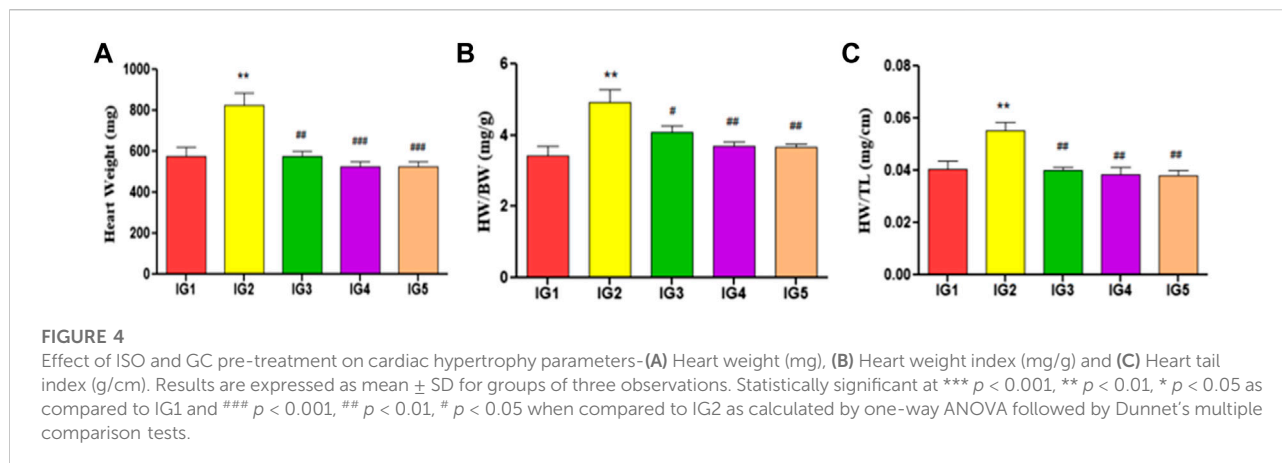 A
B
C
Heart Weight (mg)
1000
800
600
400
200
0
**
##
###
###
IG1 IG2 IG3 IG4 IG5
HW/BW (mg/g)
6
4
2
0
**
#
##
##
IG1 IG2 IG3 IG4 IG5
HW/TL (mg/cm)
0.08
0.06
0.04
0.02
0.00
**
##
##
##
IG1 IG2 IG3 IG4 IG5
FIGURE 4
Effect of ISO and GC pre-treatment on cardiac hypertrophy parameters-(A) Heart weight (mg), (B) Heart weight index (mg/g) and (C) Heart tail
index (g/cm). Results are expressed as mean ± SD for groups of three observations. Statistically significant at *** p < 0.001, ** p < 0.01, * p < 0.05 as
compared to IG1 and ### p < 0.001, ## p < 0.01, # p < 0.05 when compared to IG2 as calculated by one-way ANOVA followed by Dunnet’s multiple
comparison tests.